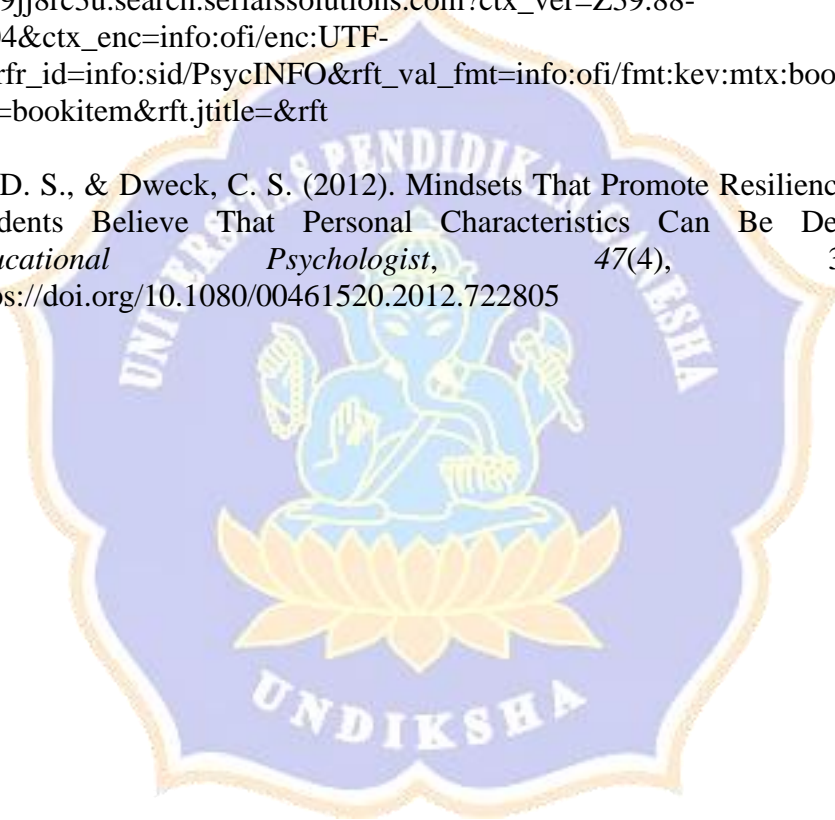 9jj8rc5u.search.serialssolutions.com?ctx_ver=Z39.88-
04&ctx_enc=info:ofi/enc:UTF-
rfr_id=info:sid/PsycINFO&rft_val_fmt=info:ofi/fmt:kev:mtx:boo
=bookitem&rft.jtitle=&rft
D. S., & Dweck, C. S. (2012). Mindsets That Promote Resilienc
dents Believe That Personal Characteristics Can Be De
ucational Psychologist, 47(4), 3
ps://doi.org/10.1080/00461520.2012.722805
UNIVERSITAS PENDIDIKAN GANESHA
UNDIKSHA